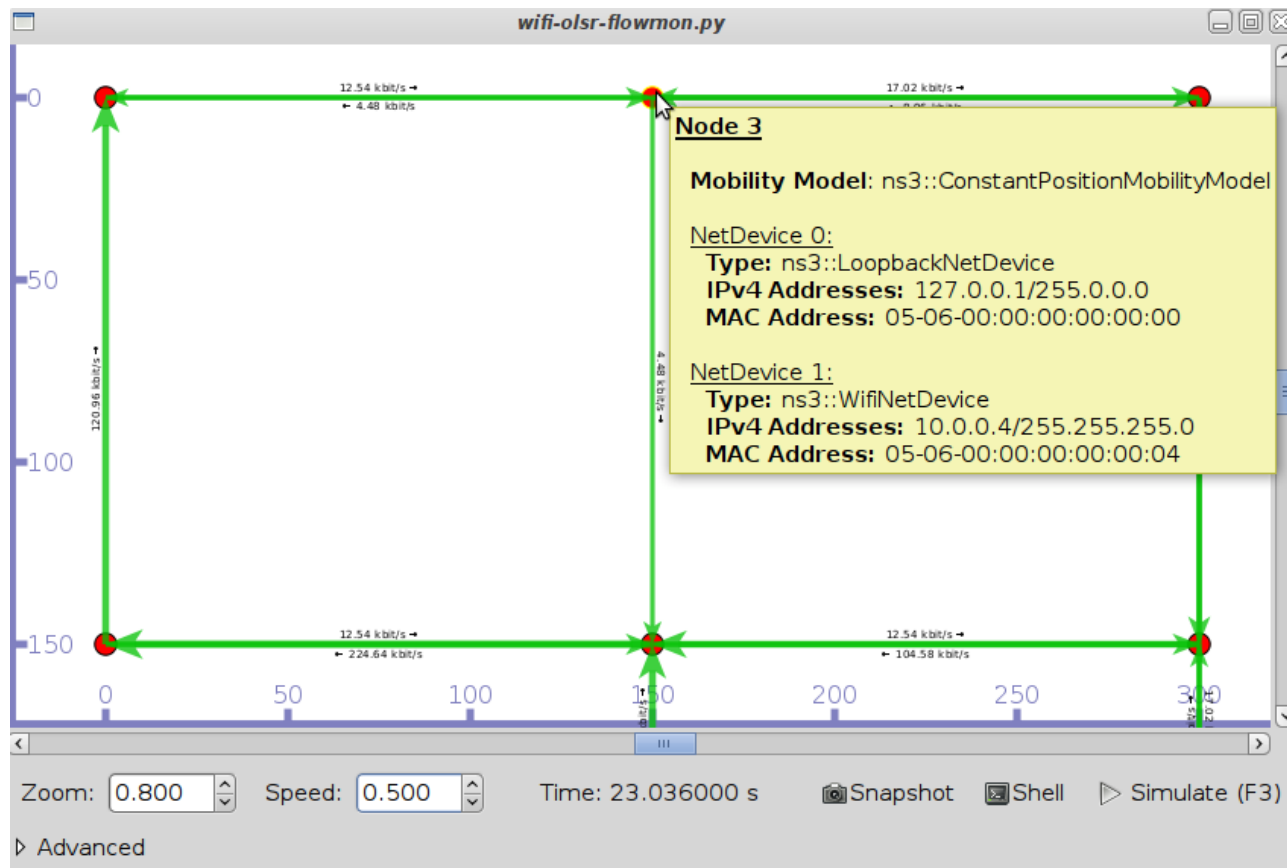 wifi-olsr-flowmon.py
12.54 kbit/s →
← 4.48 kbit/s
17.02 kbit/s →
0
Node 3
Mobility Model: ns3::ConstantPositionMobilityModel
NetDevice 0:
Type: ns3::LoopbackNetDevice
IPv4 Addresses: 127.0.0.1/255.0.0.0
MAC Address: 05-06-00:00:00:00:00:00
50
120.96 kbit/s →
4.48 kbit/s →
NetDevice 1:
Type: ns3::WifiNetDevice
IPv4 Addresses: 10.0.0.4/255.255.255.0
MAC Address: 05-06-00:00:00:00:00:04
100
12.54 kbit/s →
← 224.64 kbit/s
12.54 kbit/s →
← 104.58 kbit/s
150
0 50 100 150 200 250 300
Zoom: 0.800 Speed: 0.500 Time: 23.036000 s Snapshot Shell Simulate (F3)
Advanced